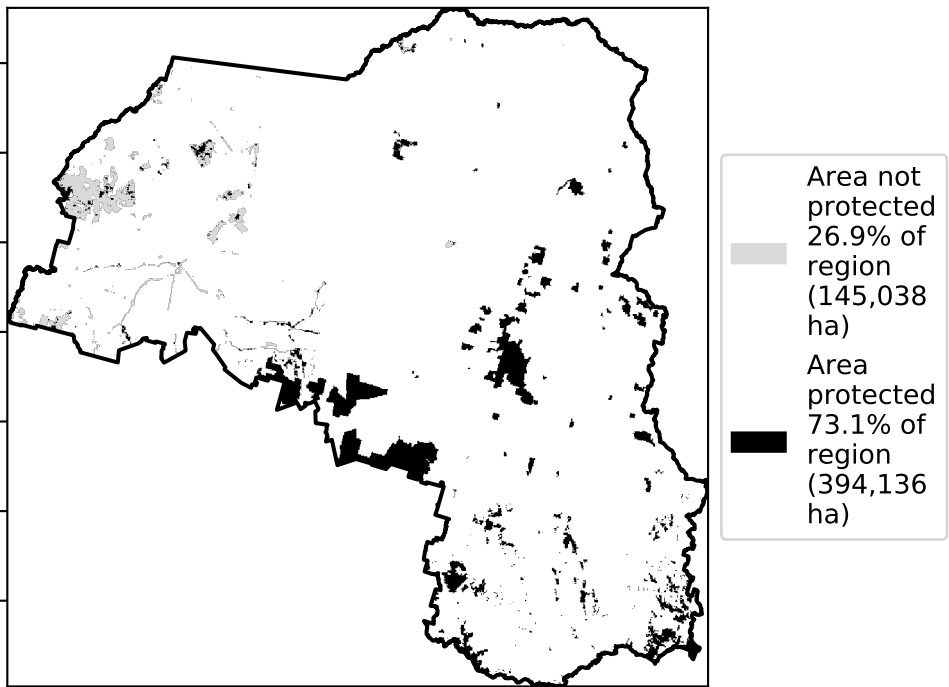 Area not
protected
26.9% of
region
(145,038
ha)
Area
protected
73.1% of
region
(394,136
ha)